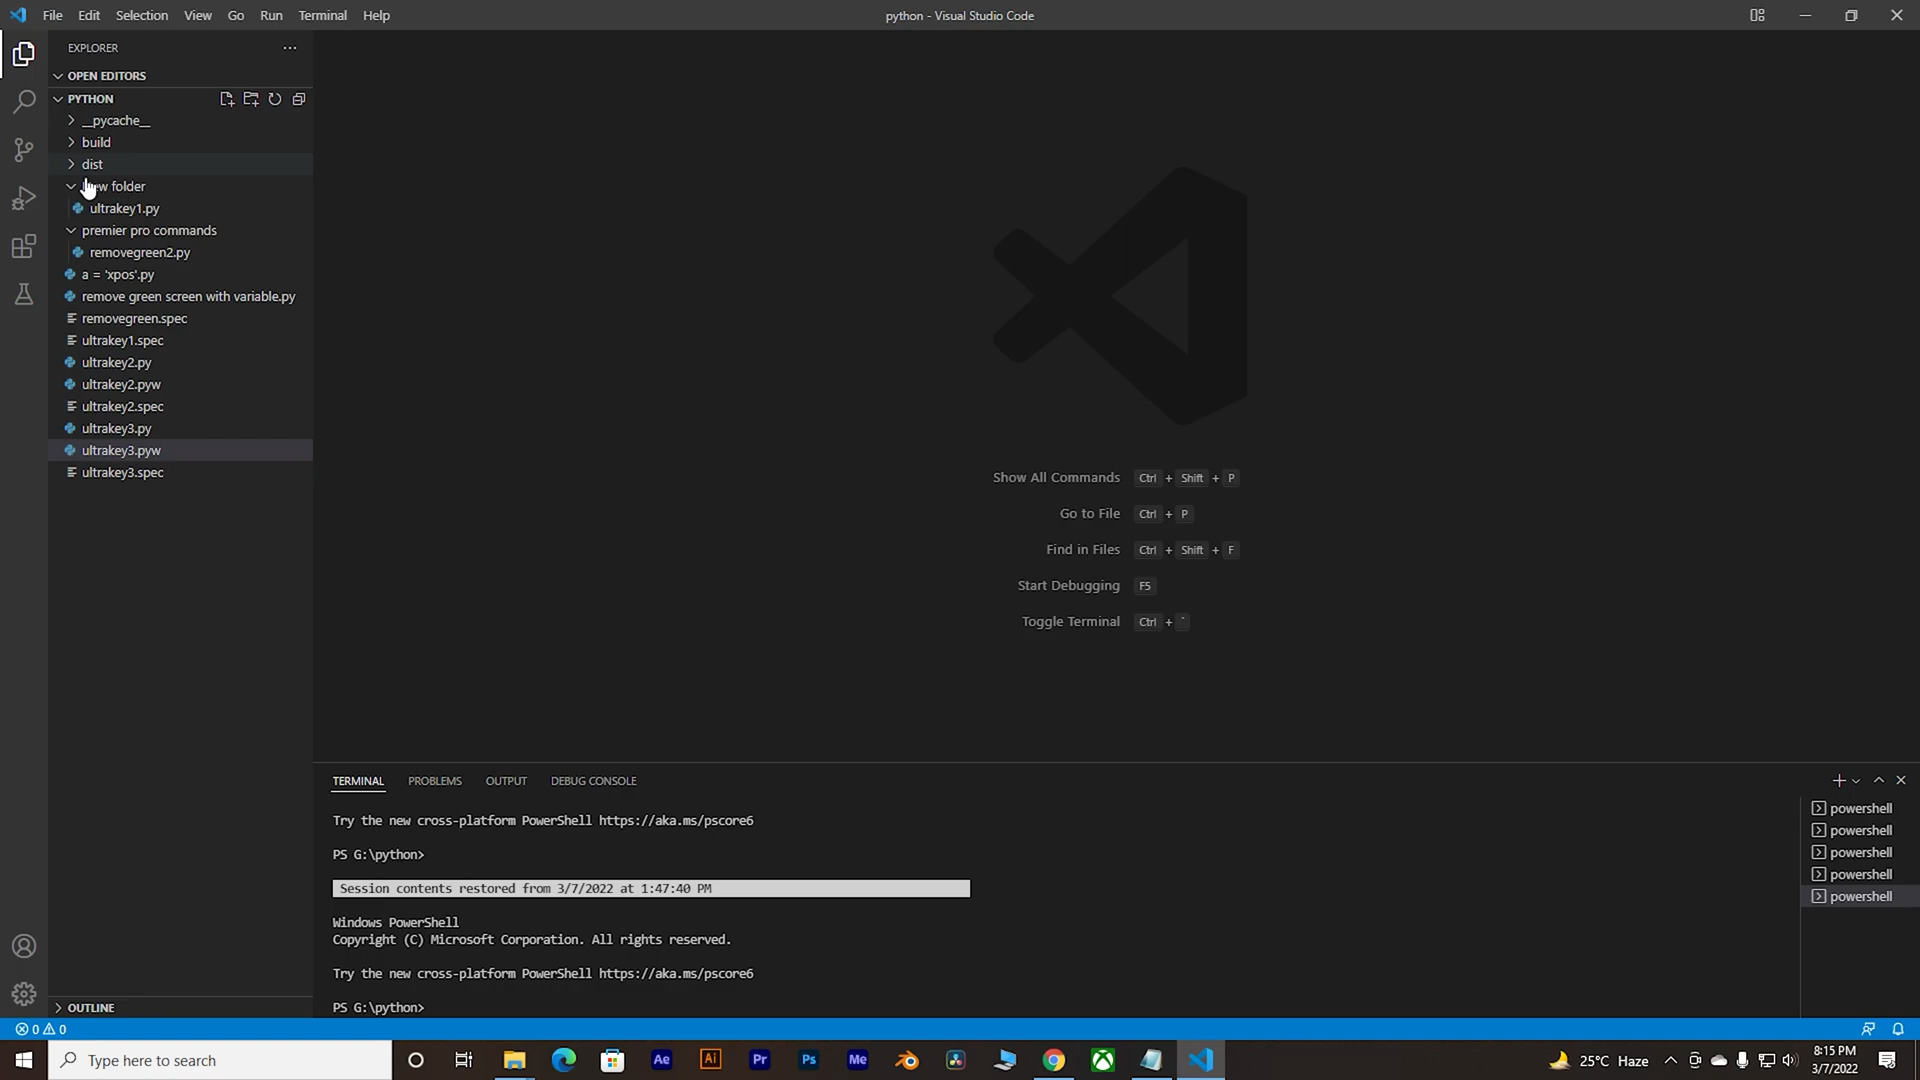 File Edit Selection View Go Run Terminal Help
python - Visual Studio Code
EXPLORER
OPEN EDITORS
PYTHON
__pycache__
build
dist
folder
ultrakey1.py
premier pro commands
removegreen2.py
a = 'xpos'.py
remove green screen with variable.py
removegreen.spec
ultrakey1.spec
ultrakey2.py
ultrakey2.pyw
ultrakey2.spec
ultrakey3.py
ultrakey3.pyw
ultrakey3.spec
OUTLINE
Show All Commands Ctrl + Shift + P
Go to File Ctrl + P
Find in Files Ctrl + Shift + F
Start Debugging F5
Toggle Terminal Ctrl + `
TERMINAL PROBLEMS OUTPUT DEBUG CONSOLE
Try the new cross-platform PowerShell https://aka.ms/pscore6
PS G:\python>
Session contents restored from 3/7/2022 at 1:47:40 PM
Windows PowerShell
Copyright (C) Microsoft Corporation. All rights reserved.
Try the new cross-platform PowerShell https://aka.ms/pscore6
PS G:\python>
powershell
powershell
powershell
powershell
powershell
0 0
Type here to search
Ae
Ai
Pr
Ps
Me
25°C Haze
8:15 PM
3/7/2022